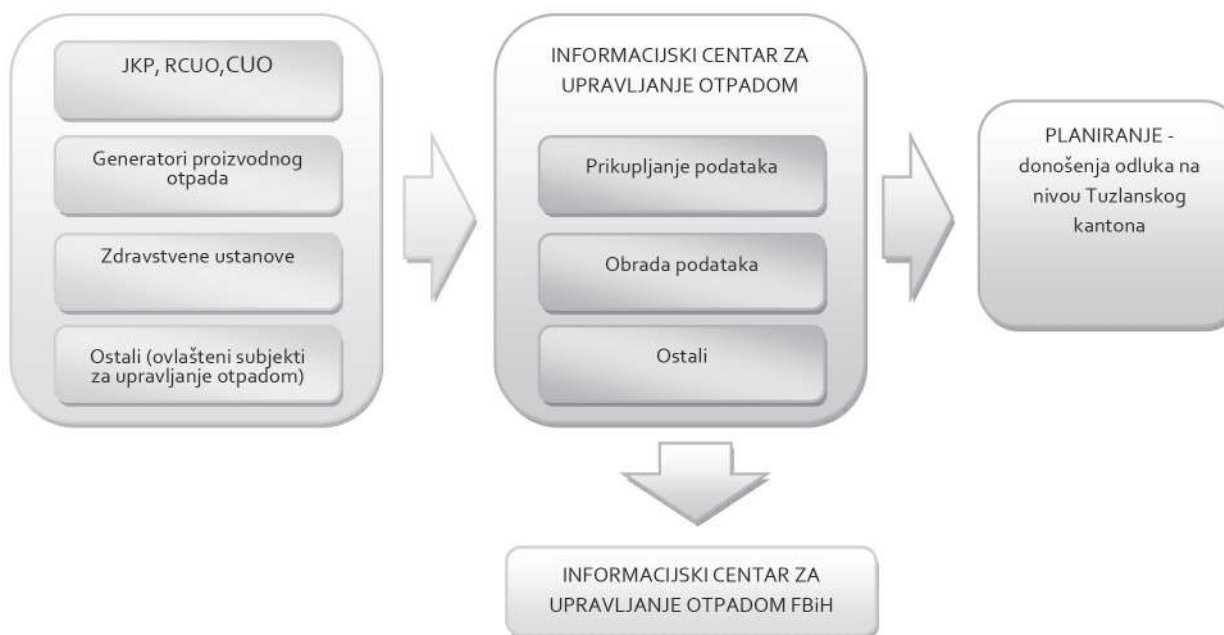 JKP, RCUO,CUO
Generatori proizvodnog
otpada
Zdravstvene ustanove
Ostali (ovlašteni subjekti
za upravljanje otpadom)
INFORMACIJSKI CENTAR ZA
UPRAVLJANJE OTPADOM
Prikupljanje podataka
Obrada podataka
Ostali
PLANIRANJE -
donošenja odluka na
nivou Tuzlanskog
kantona
INFORMACIJSKI CENTAR ZA
UPRAVLJANJE OTPADOM FBiH